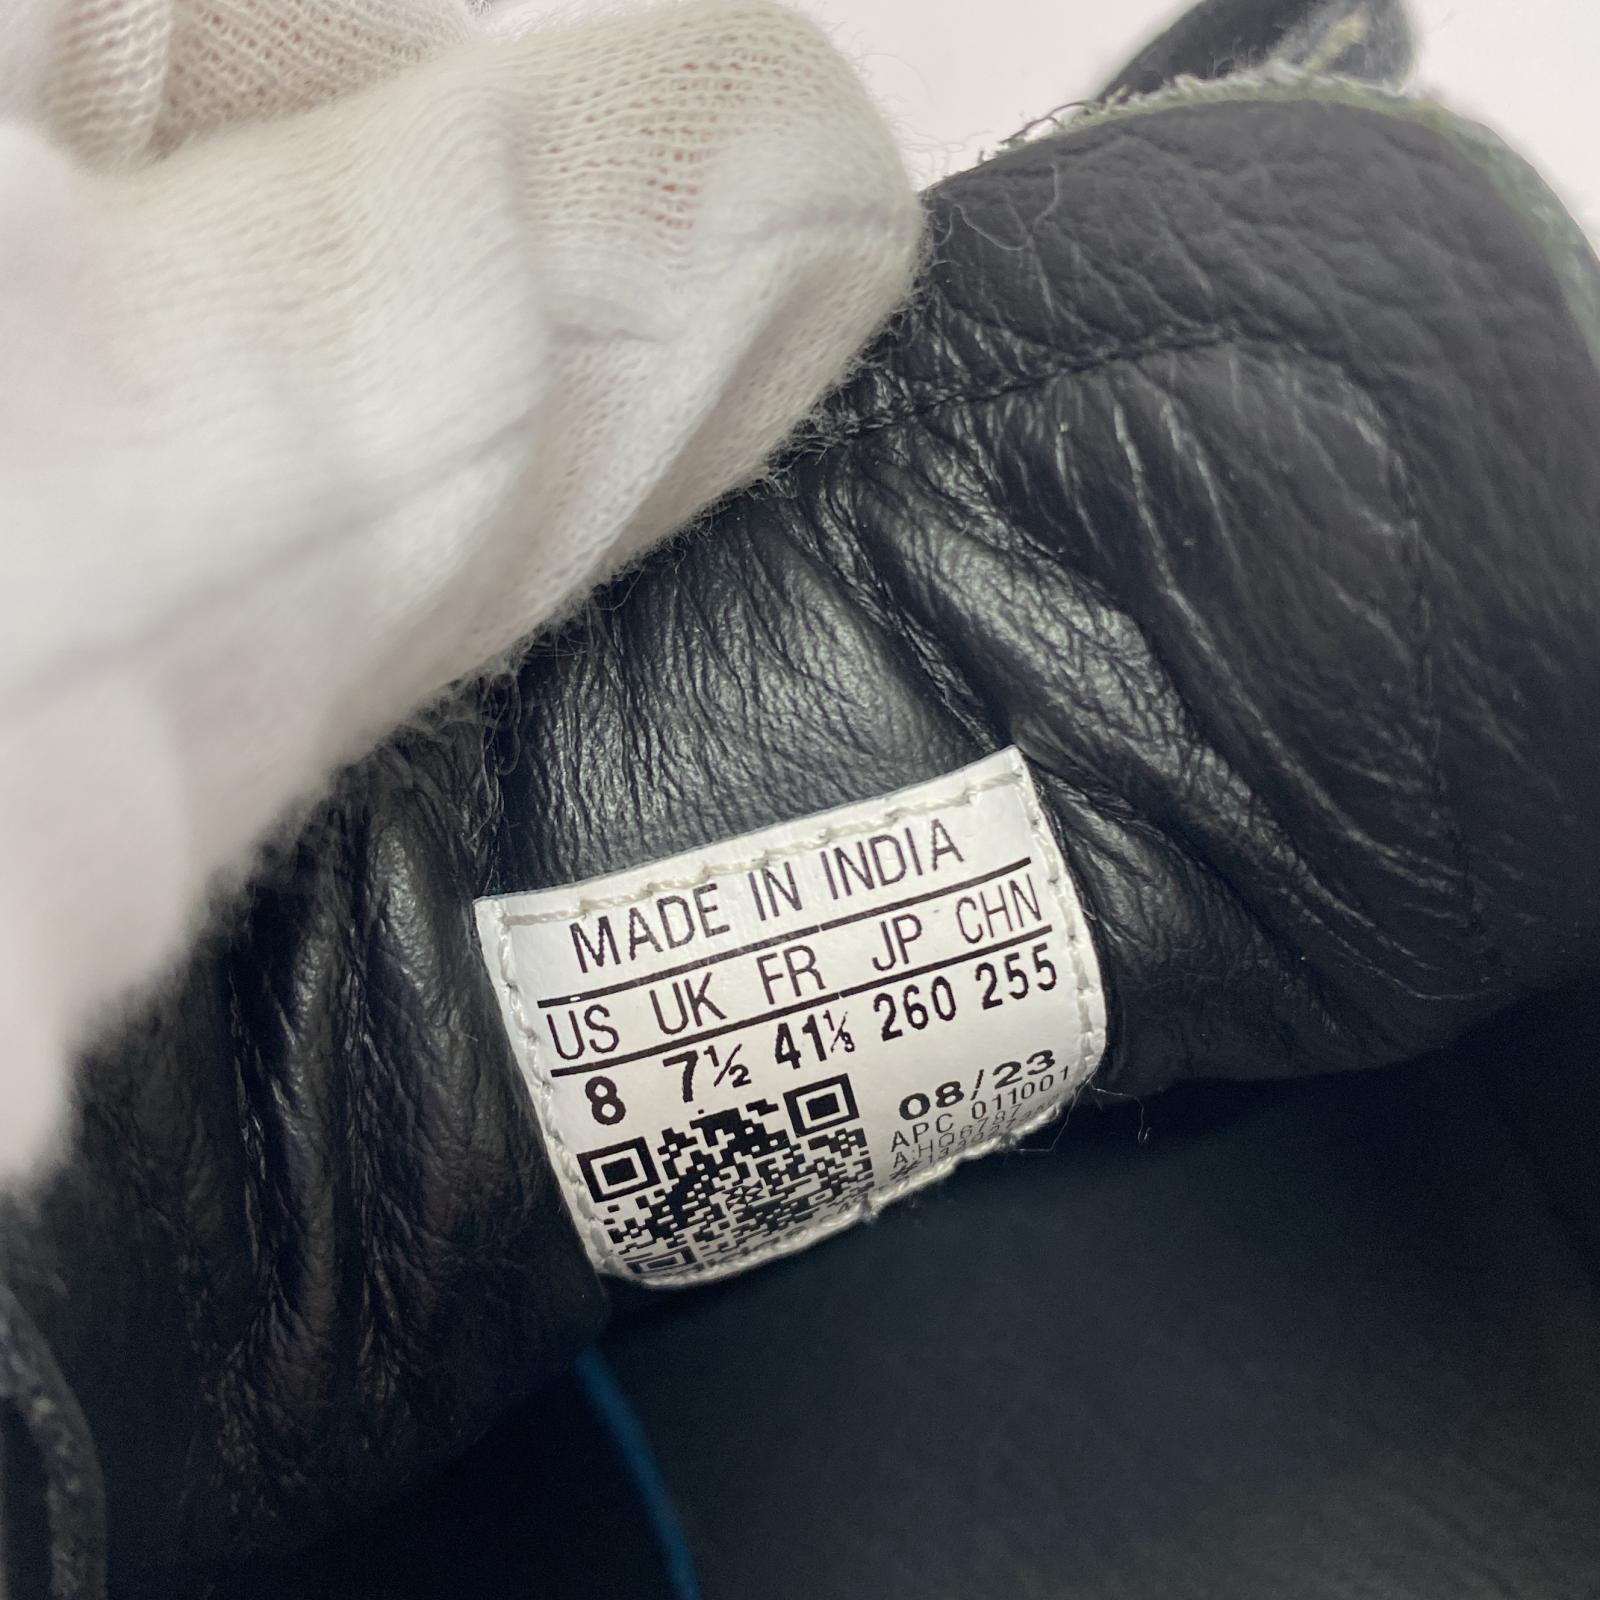 MADE IN INDIA
US UK FR JP CHN
8 7½ 41⅓ 260 255
08/23
APC 011001